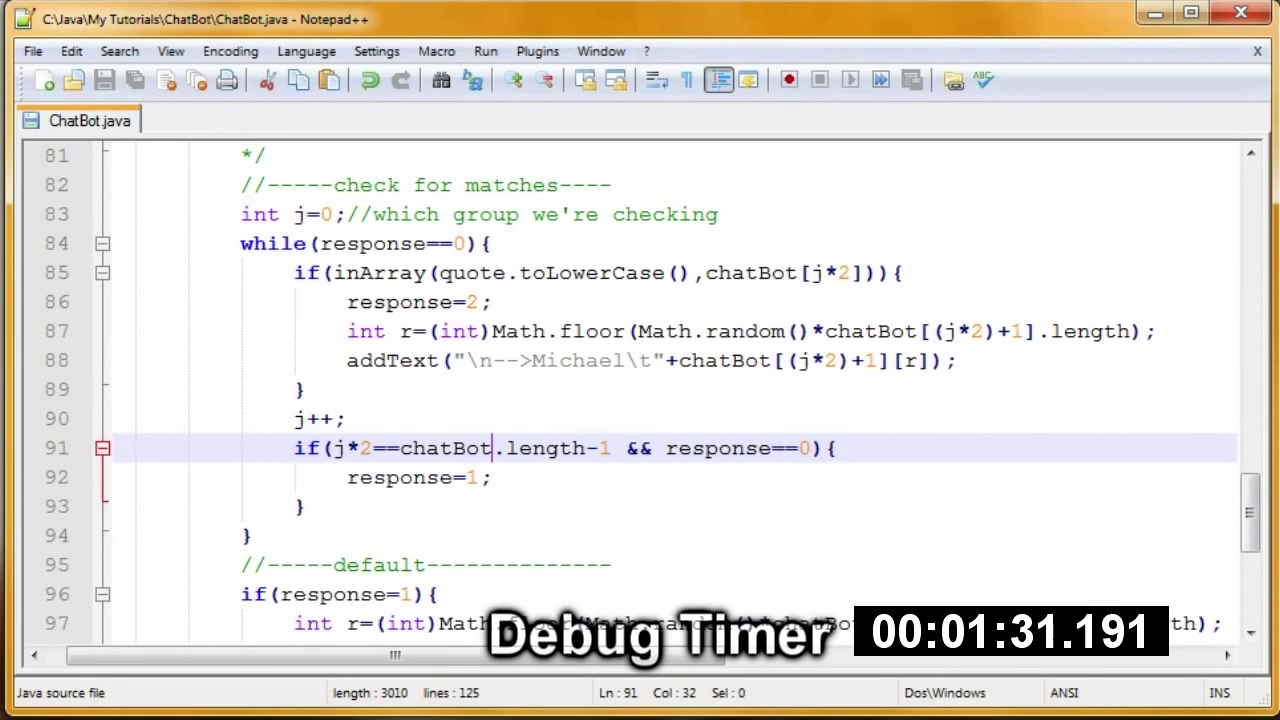 C:\Java\My Tutorials\ChatBot\ChatBot.java - Notepad++
File Edit Search View Encoding Language Settings Macro Run Plugins Window ? X
ChatBot.java
81 */
82 //-----check for matches----
83 int j=0;//which group we're checking
84 while(response==0){
85 if(inArray(quote.toLowerCase(),chatBot[j*2])){
86 response=2;
87 int r=(int)Math.floor(Math.random()*chatBot[(j*2)+1].length);
88 addText("\n-->Michael\t"+chatBot[(j*2)+1][r]);
89 }
90 j++;
91 if(j*2==chatBot.length-1 && response==0){
92 response=1;
93 }
94 }
95 //-----default--------------
96 if(response=1){
97 int r=(int)Math.floor(Math.random()*chatBo th);
Debug Timer 00:01:31.191
Java source file length : 3010 lines : 125 Ln : 91 Col : 32 Sel : 0 Dos\Windows ANSI INS